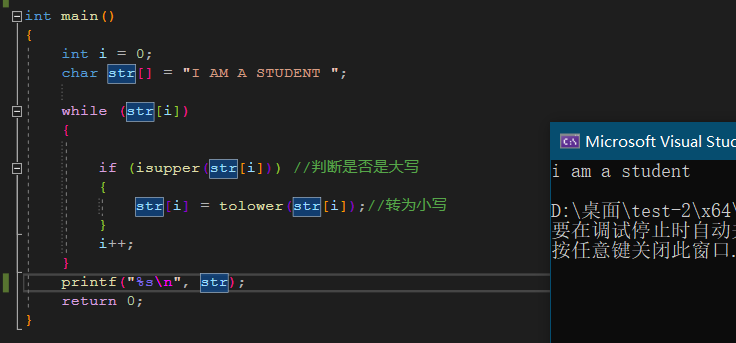 int main()
{
int i = 0;
char str[] = "I AM A STUDENT ";
while (str[i])
{
if (isupper(str[i])) //判断是否是大写
{
str[i] = tolower(str[i]);//转为小写
}
i++;
}
printf("%s\n", str);
return 0;
}
Microsoft Visual Stu
i am a student
D:\桌面\test-2\x64\
要在调试停止时自动
按任意键关闭此窗口.